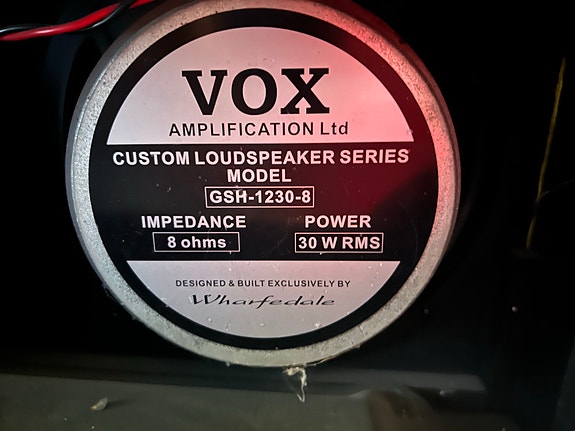 VOX
AMPLIFICATION Ltd
CUSTOM LOUDSPEAKER SERIES
MODEL
GSH-1230-8
IMPEDANCE POWER
8 ohms 30 W RMS
DESIGNED & BUILT EXCLUSIVELY BY
Wharfedale